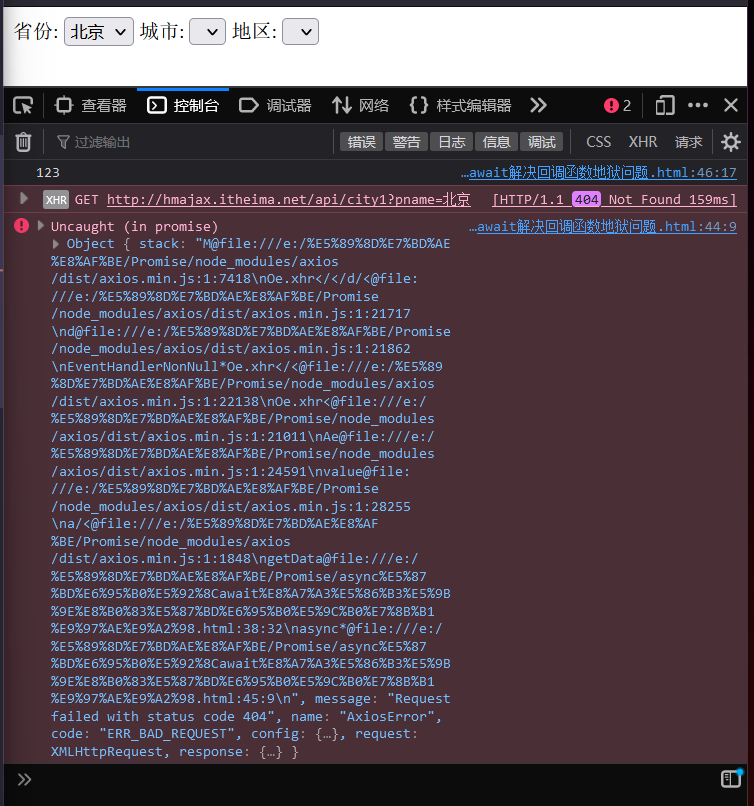 省份: 北京 城市: 地区:
查看器 控制台 调试器 网络 样式编辑器 2
过滤输出 错误 警告 日志 信息 调试 CSS XHR 请求
123 …await解决回调函数地狱问题.html:46:17
XHR GET http://hmajax.itheima.net/api/city1?pname=北京 [HTTP/1.1 404 Not Found 159ms]
Uncaught (in promise) …await解决回调函数地狱问题.html:44:9
Object { stack: "M@file:///e:/%E5%89%8D%E7%BD%AE
%E8%AF%BE/Promise/node_modules/axios
/dist/axios.min.js:1:7418\nOe.xhr</</d/<@file:
///e:/%E5%89%8D%E7%BD%AE%E8%AF%BE/Promise
/node_modules/axios/dist/axios.min.js:1:21717
\nd@file:///e:/%E5%89%8D%E7%BD%AE%E8%AF%BE/Promise
/node_modules/axios/dist/axios.min.js:1:21862
\nEventHandlerNonNull*Oe.xhr</<@file:///e:/%E5%89
%8D%E7%BD%AE%E8%AF%BE/Promise/node_modules/axios
/dist/axios.min.js:1:22138\nOe.xhr<@file:///e:/
%E5%89%8D%E7%BD%AE%E8%AF%BE/Promise/node_modules
/axios/dist/axios.min.js:1:21011\nAe@file:///e:/
%E5%89%8D%E7%BD%AE%E8%AF%BE/Promise/node_modules
/axios/dist/axios.min.js:1:24591\nvalue@file:
///e:/%E5%89%8D%E7%BD%AE%E8%AF%BE/Promise
/node_modules/axios/dist/axios.min.js:1:28255
\na/<@file:///e:/%E5%89%8D%E7%BD%AE%E8%AF
%BE/Promise/node_modules/axios
/dist/axios.min.js:1:1848\ngetData@file:///e:/
%E5%89%8D%E7%BD%AE%E8%AF%BE/Promise/async%E5%87
%BD%E6%95%B0%E5%92%8Cawait%E8%A7%A3%E5%86%B3%E5%9B
%9E%E8%B0%83%E5%87%BD%E6%95%B0%E5%9C%B0%E7%8B%B1
%E9%97%AE%E9%A2%98.html:38:32\nasync*@file:///e:/
%E5%89%8D%E7%BD%AE%E8%AF%BE/Promise/async%E5%87
%BD%E6%95%B0%E5%92%8Cawait%E8%A7%A3%E5%86%B3%E5%9B
%9E%E8%B0%83%E5%87%BD%E6%95%B0%E5%9C%B0%E7%8B%B1
%E9%97%AE%E9%A2%98.html:45:9\n", message: "Request
failed with status code 404", name: "AxiosError",
code: "ERR_BAD_REQUEST", config: {…}, request:
XMLHttpRequest, response: {…} }